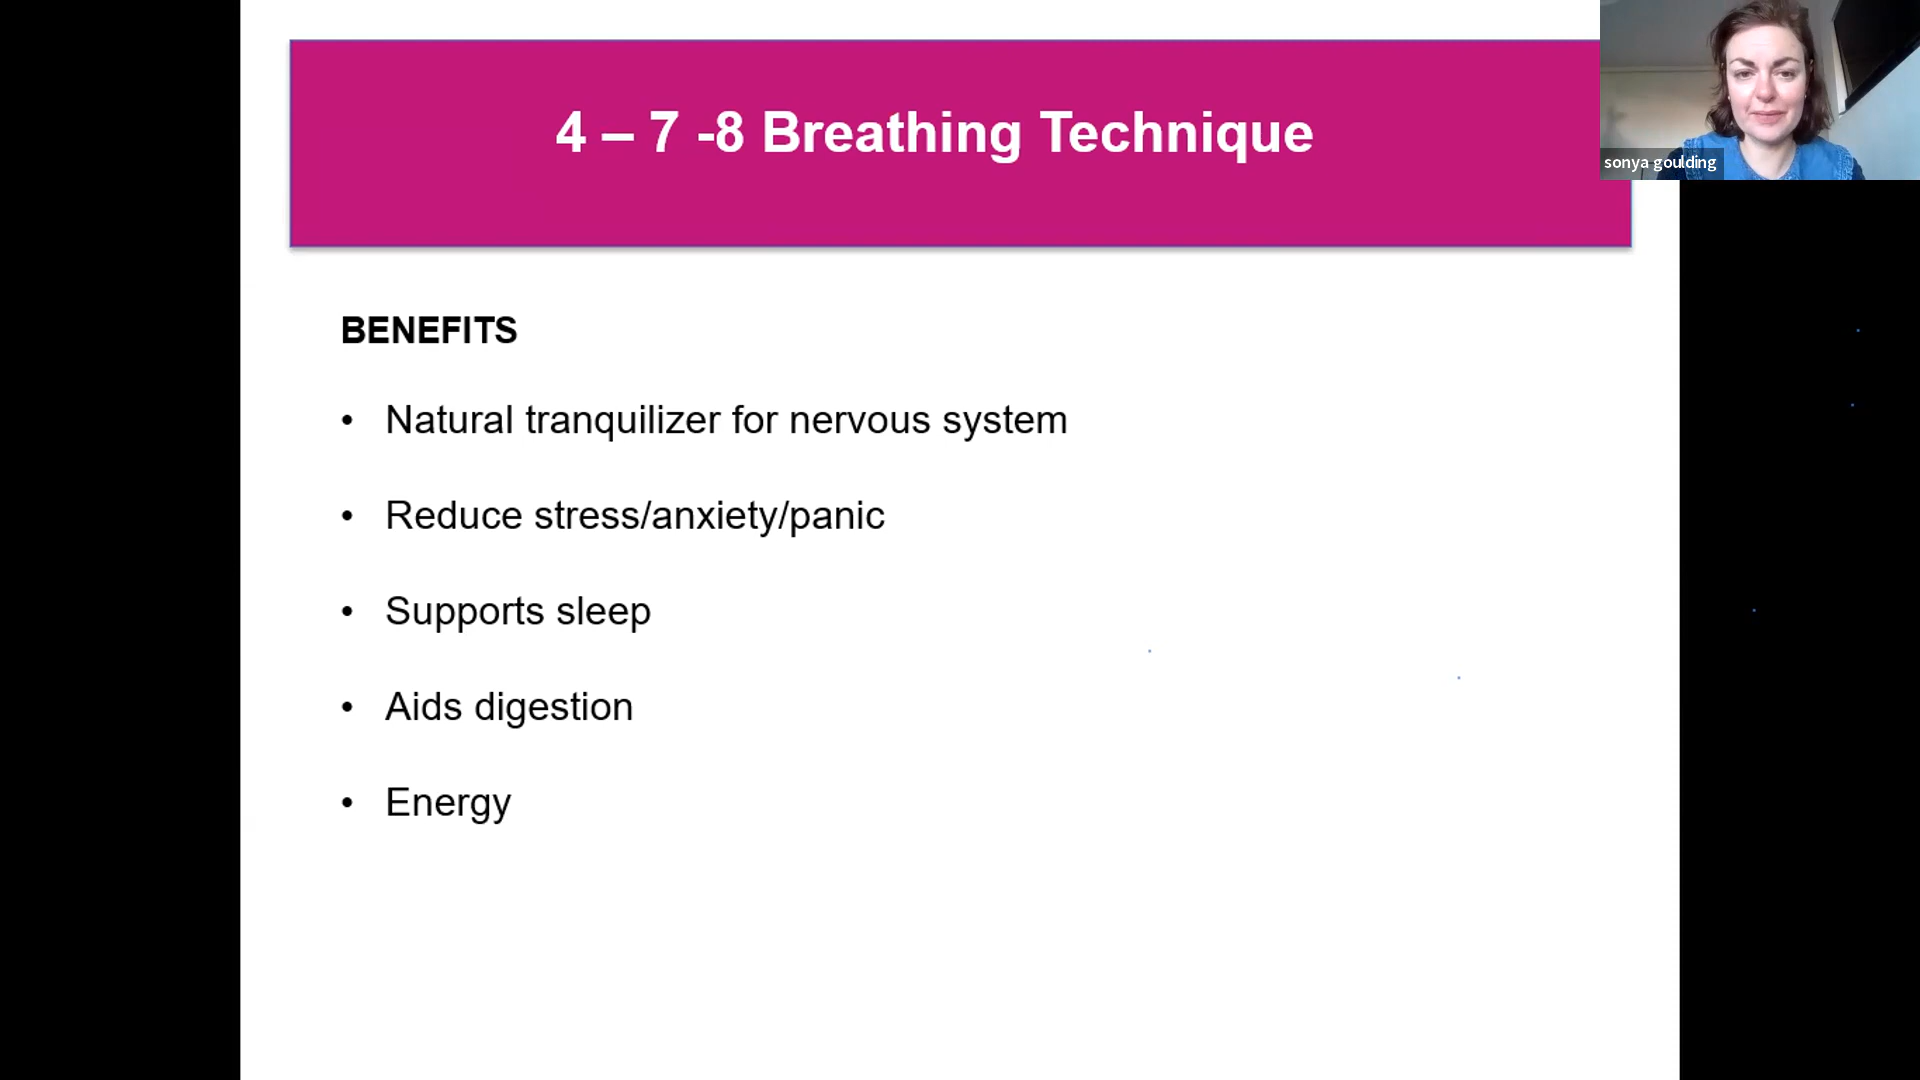 4 – 7 -8 Breathing Technique
sonya goulding
BENEFITS
• Natural tranquilizer for nervous system
• Reduce stress/anxiety/panic
• Supports sleep
• Aids digestion
• Energy